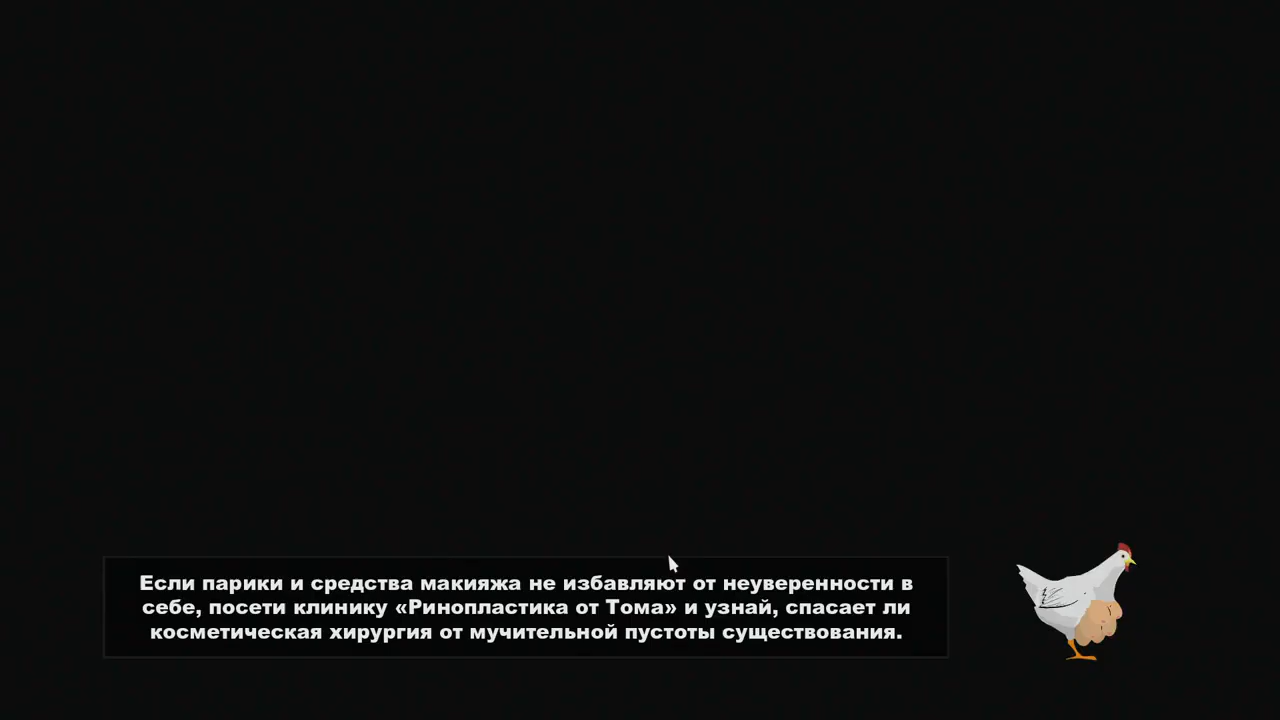 Если парики и средства макияжа не избавляют от неуверенности в
себе, посети клинику «Ринопластика от Тома» и узнай, спасает ли
косметическая хирургия от мучительной пустоты существования.